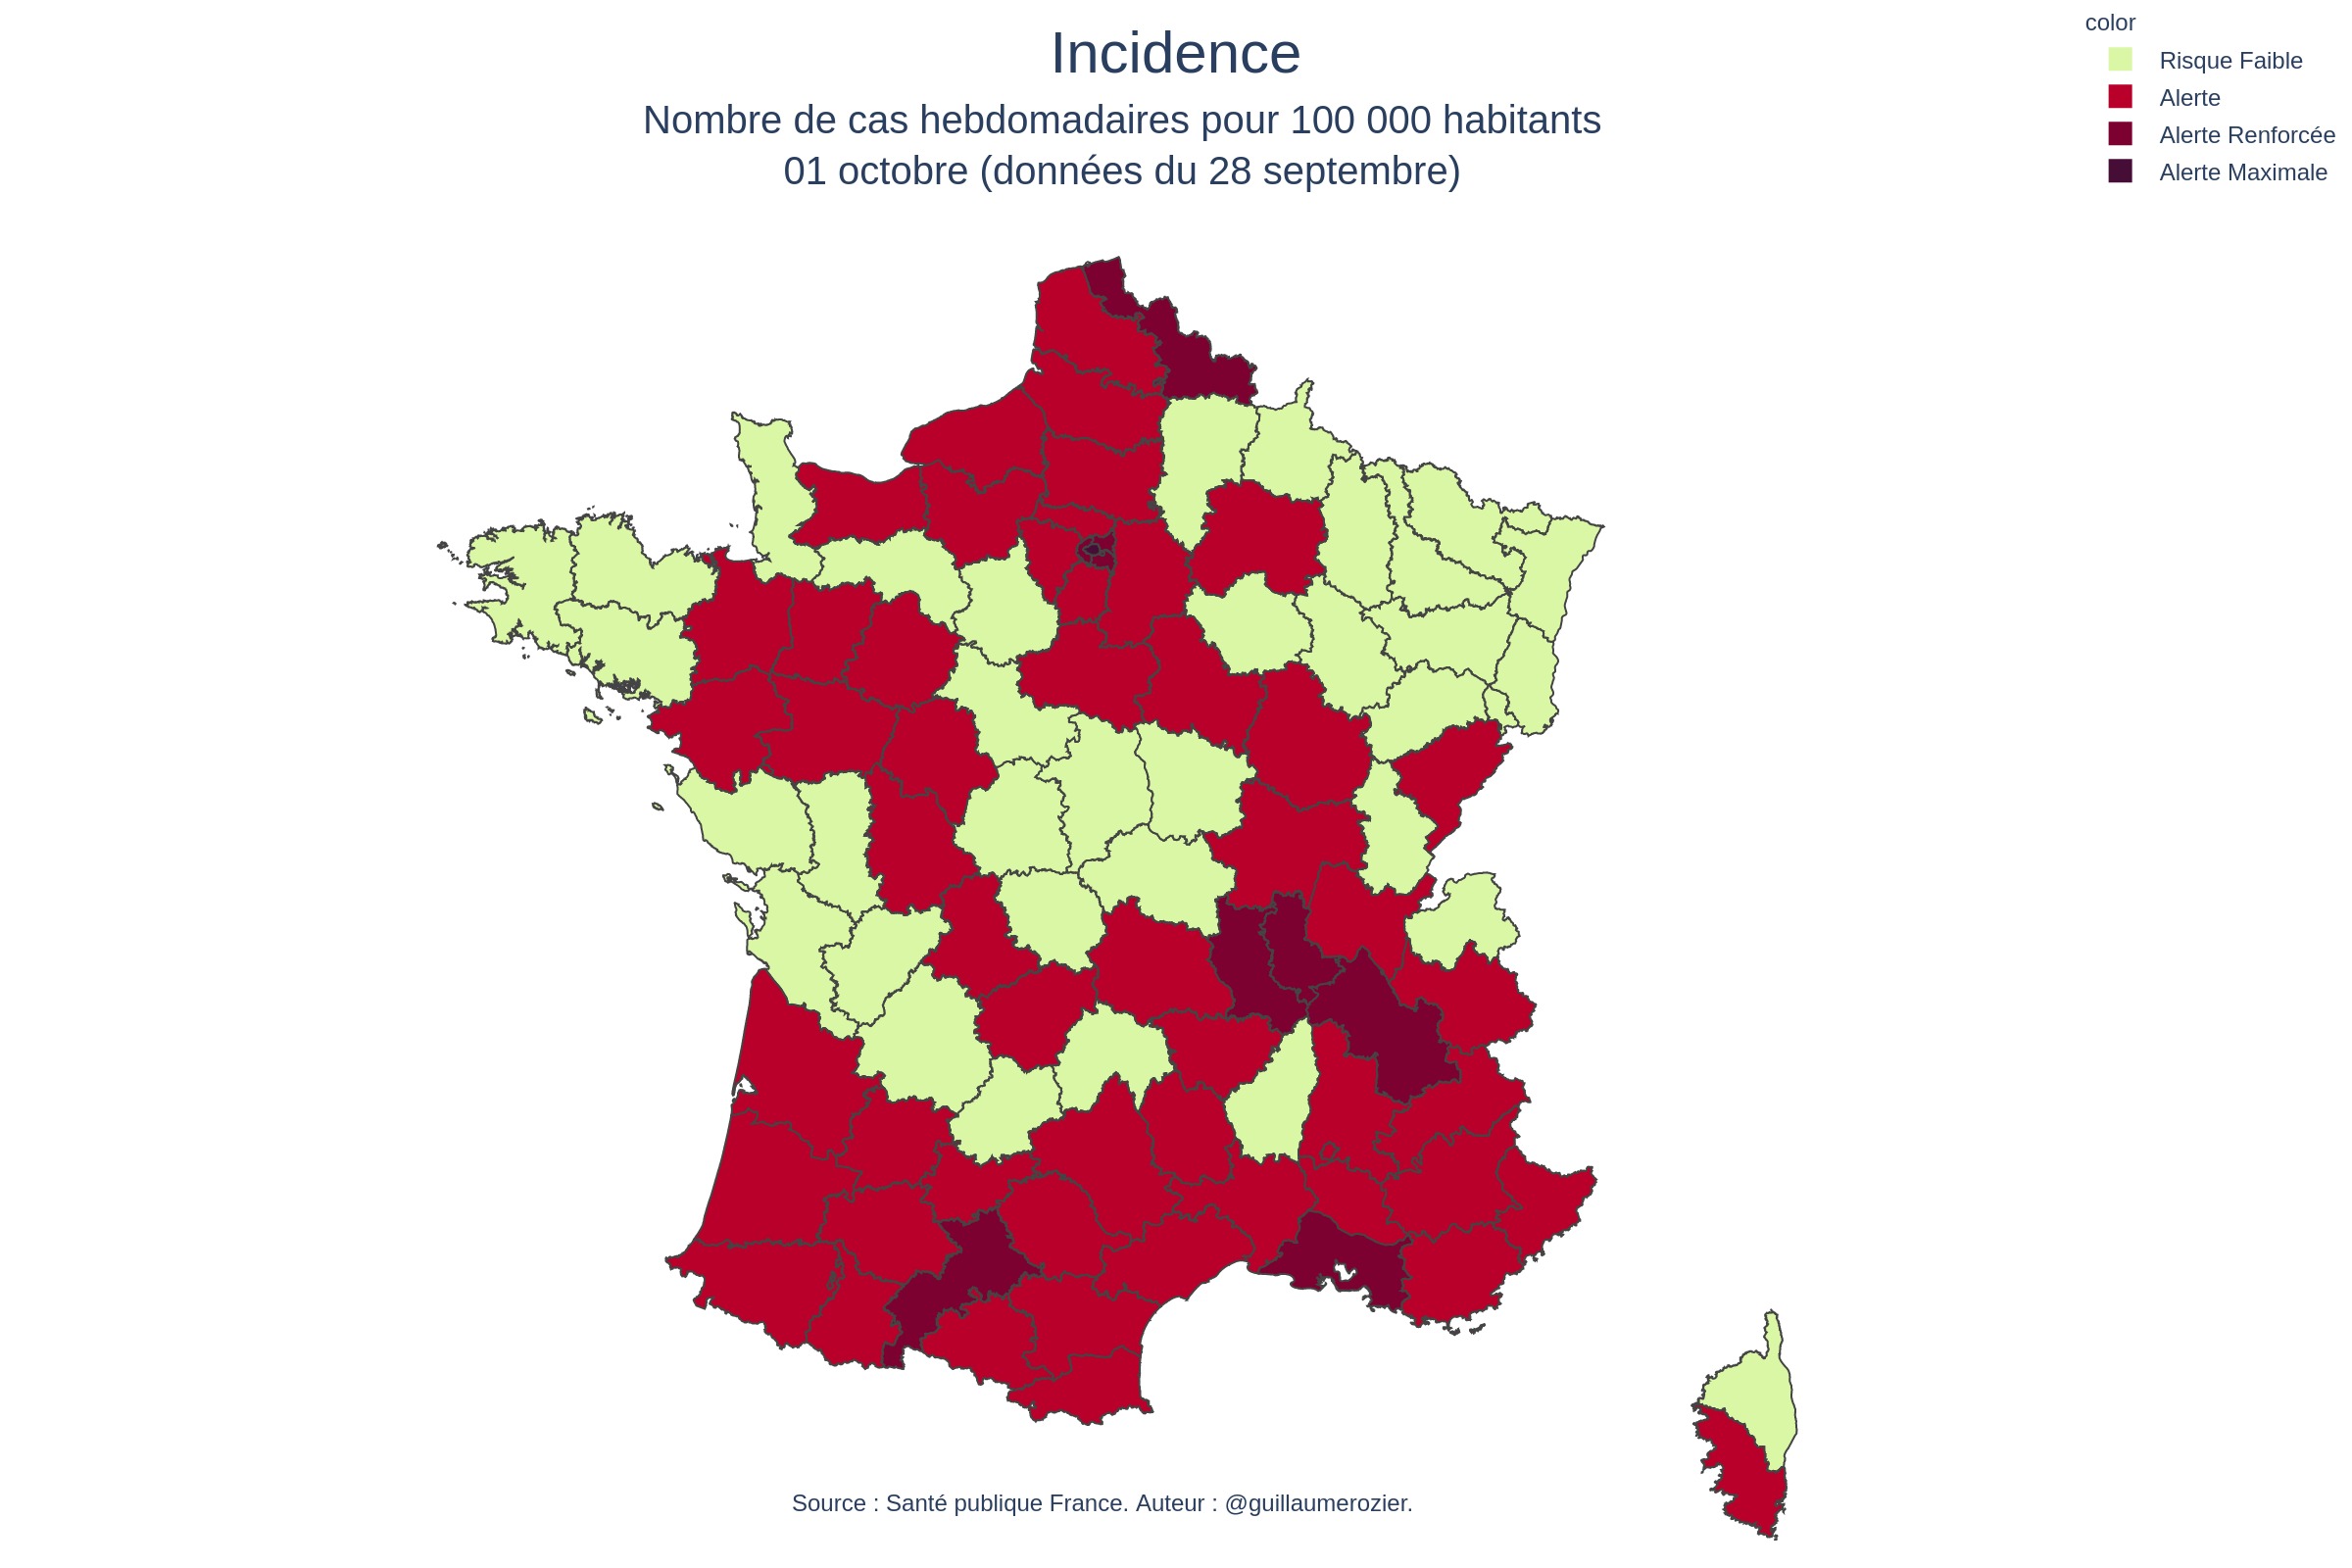 Incidence
Nombre de cas hebdomadaires pour 100 000 habitants
01 octobre (données du 28 septembre)
color
Risque Faible
Alerte
Alerte Renforcée
Alerte Maximale
Source : Santé publique France. Auteur : @guillaumerozier.